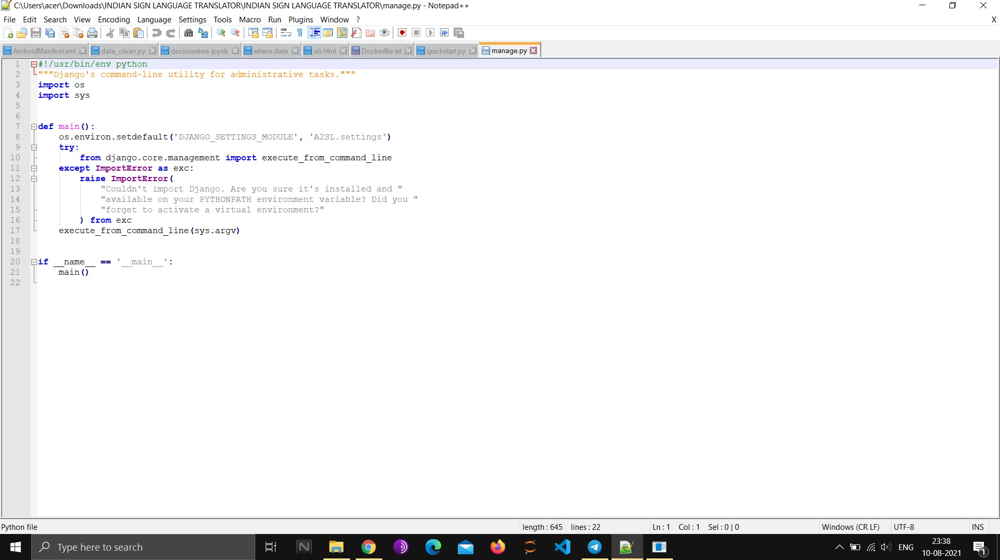 C:\Users\acer\Downloads\INDIAN SIGN LANGUAGE TRANSLATOR\INDIAN SIGN LANGUAGE TRANSLATOR\manage.py - Notepad++
File Edit Search View Encoding Language Settings Tools Macro Run Plugins Window ? X
AndroidManifest.xml data_clean.py decisiontree.ipynb where.data ab.html Dockerfile.txt quickstart.py manage.py
1 #!/usr/bin/env python
2 """Django's command-line utility for administrative tasks."""
3 import os
4 import sys
5
6
7 def main():
8     os.environ.setdefault('DJANGO_SETTINGS_MODULE', 'A2SL.settings')
9     try:
10         from django.core.management import execute_from_command_line
11     except ImportError as exc:
12         raise ImportError(
13             "Couldn't import Django. Are you sure it's installed and "
14             "available on your PYTHONPATH environment variable? Did you "
15             "forget to activate a virtual environment?"
16         ) from exc
17     execute_from_command_line(sys.argv)
18
19
20 if __name__ == '__main__':
21     main()
22
Python file length : 645 lines : 22 Ln : 1 Col : 1 Sel : 0 | 0 Windows (CR LF) UTF-8 INS
Type here to search ENG 23:38
10-08-2021 1